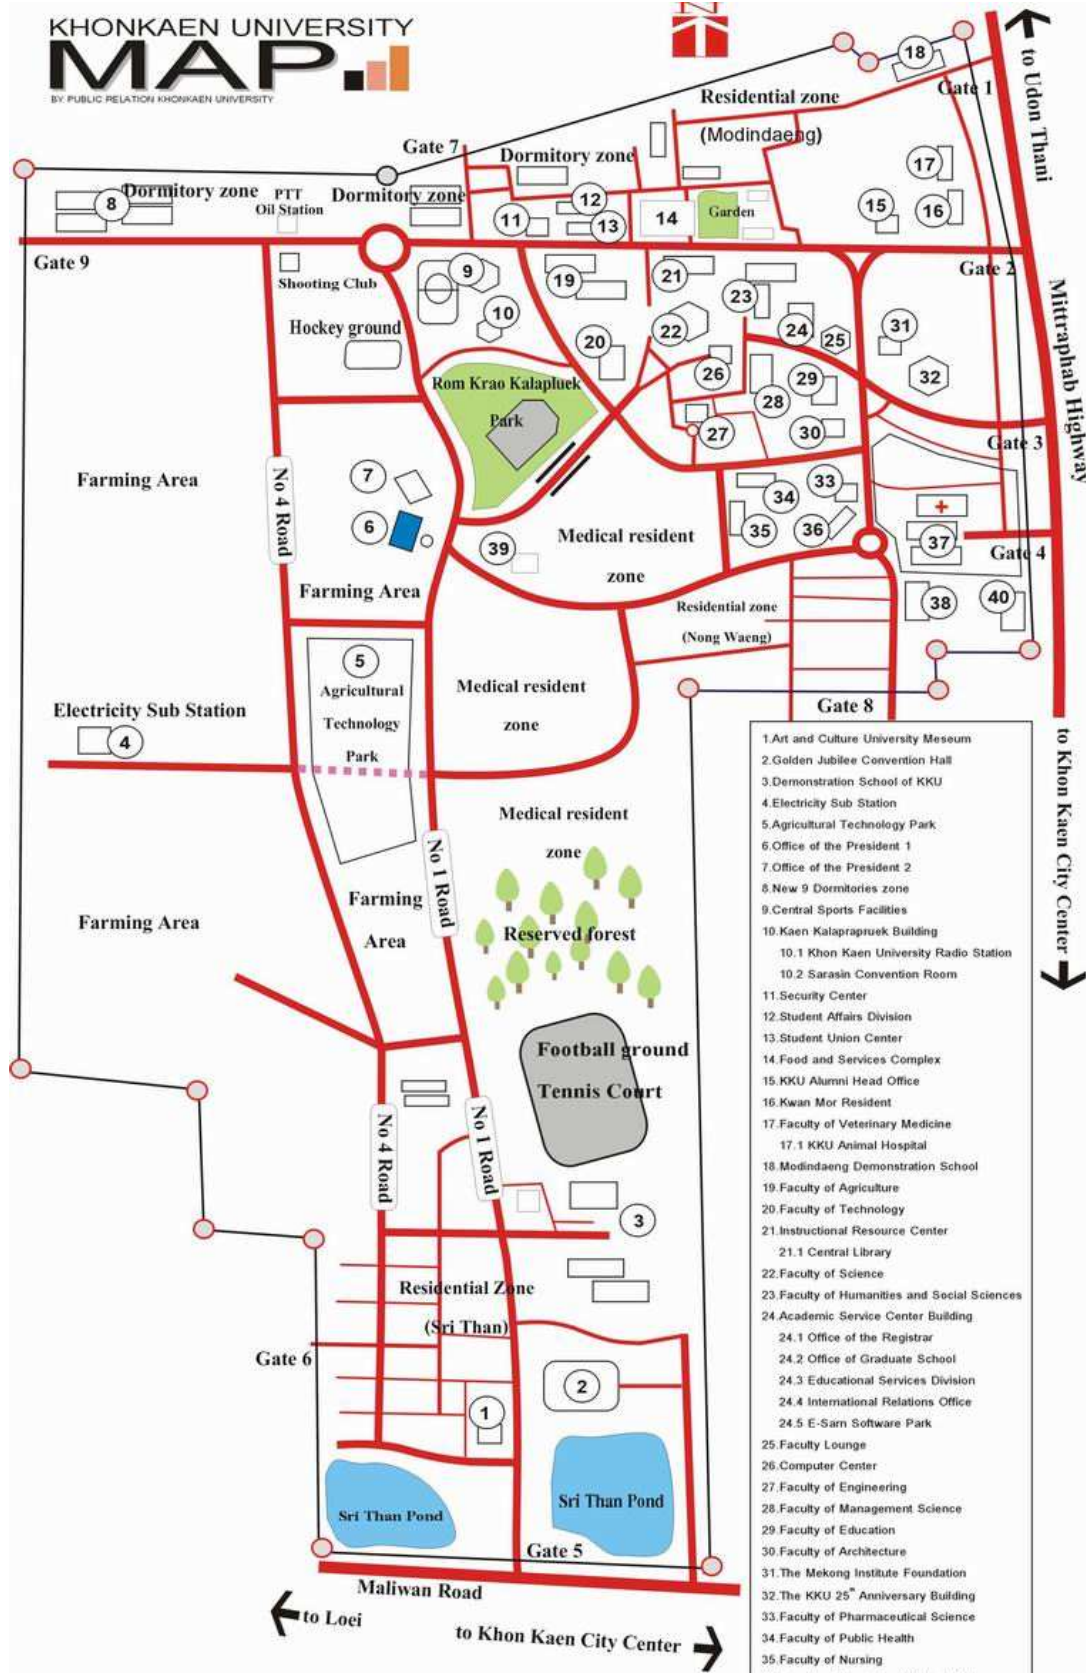 KHONKAEN UNIVERSITY
MAP
BY PUBLIC RELATION KHONKAEN UNIVERSITY
N
18
to Udon Thani
Gate 1
Residential zone
(Modindaeng)
Gate 7
Dormitory zone
17
8
Dormitory zone
PTT
Oil Station
Dormitory zone
12
11
13
14
Garden
15
16
Gate 9
Gate 2
Shooting Club
9
19
21
23
Mittraphab Highway
10
Hockey ground
20
22
24
25
31
Rom Krao Kalapluek
Park
26
28
29
32
27
30
Gate 3
Farming Area
No 4 Road
7
6
34
33
35
36
39
Medical resident
zone
37
Gate 4
Farming Area
Residential zone
(Nong Waeng)
38
40
5
Agricultural
Technology
Park
Medical resident
zone
Gate 8
Electricity Sub Station
4
to Khon Kaen City Center
Medical resident
zone
No 1 Road
Farming
Area
Farming Area
Reserved forest
Football ground
Tennis Court
No 4 Road
No 1 Road
3
Residential Zone
(Sri Than)
Gate 6
2
1
Sri Than Pond
Sri Than Pond
Gate 5
Maliwan Road
to Loei
to Khon Kaen City Center
1.Art and Culture University Meseum
2.Golden Jubilee Convention Hall
3.Demonstration School of KKU
4.Electricity Sub Station
5.Agricultural Technology Park
6.Office of the President 1
7.Office of the President 2
8.New 9 Dormitories zone
9.Central Sports Facilities
10.Kaen Kalaprapruek Building
10.1 Khon Kaen University Radio Station
10.2 Sarasin Convention Room
11.Security Center
12.Student Affairs Division
13.Student Union Center
14.Food and Services Complex
15.KKU Alumni Head Office
16.Kwan Mor Resident
17.Faculty of Veterinary Medicine
17.1 KKU Animal Hospital
18.Modindaeng Demonstration School
19.Faculty of Agriculture
20.Faculty of Technology
21.Instructional Resource Center
21.1 Central Library
22.Faculty of Science
23.Faculty of Humanities and Social Sciences
24.Academic Service Center Building
24.1 Office of the Registrar
24.2 Office of Graduate School
24.3 Educational Services Division
24.4 International Relations Office
24.5 E-Sarn Software Park
25.Faculty Lounge
26.Computer Center
27.Faculty of Engineering
28.Faculty of Management Science
29.Faculty of Education
30.Faculty of Architecture
31.The Mekong Institute Foundation
32.The KKU 25th Anniversary Building
33.Faculty of Pharmaceutical Science
34.Faculty of Public Health
35.Faculty of Nursing